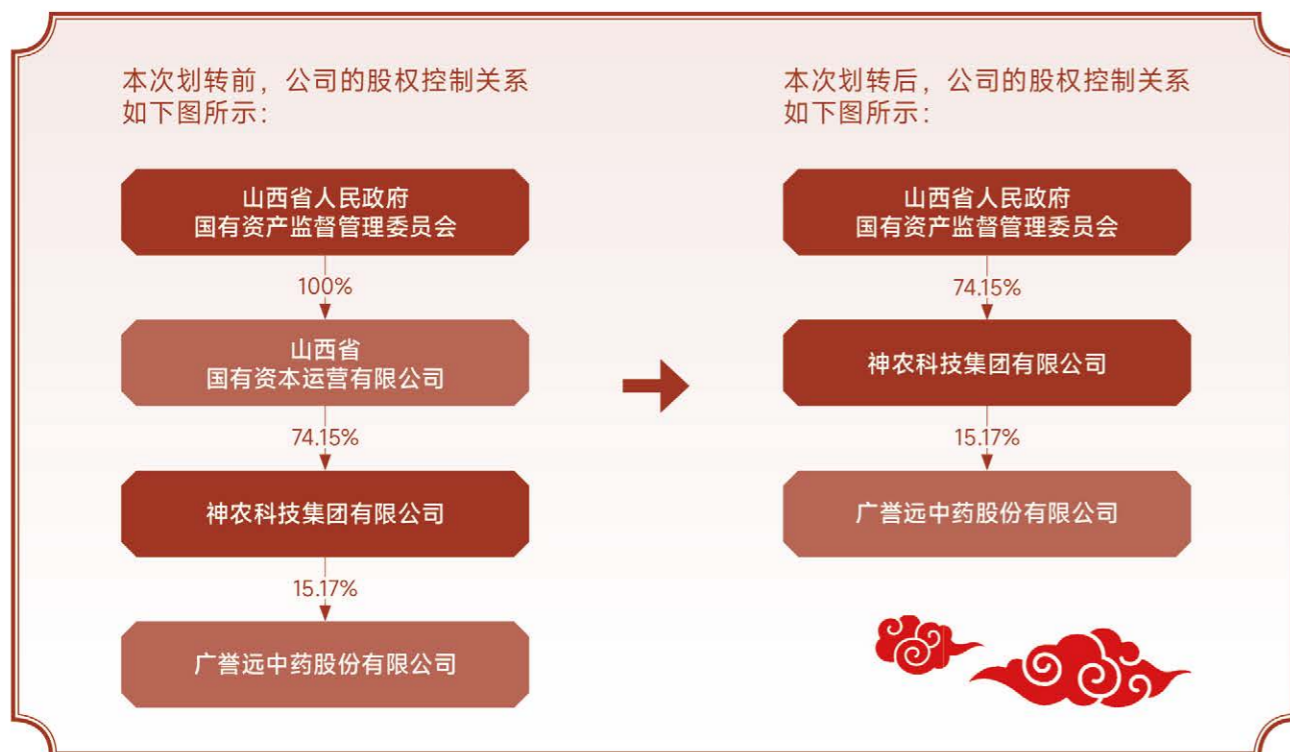 本次划转前，公司的股权控制关系
如下图所示：
山西省人民政府
国有资产监督管理委员会
100%
山西省
国有资本运营有限公司
74.15%
神农科技集团有限公司
15.17%
广誉远中药股份有限公司
本次划转后，公司的股权控制关系
如下图所示：
山西省人民政府
国有资产监督管理委员会
74.15%
神农科技集团有限公司
15.17%
广誉远中药股份有限公司